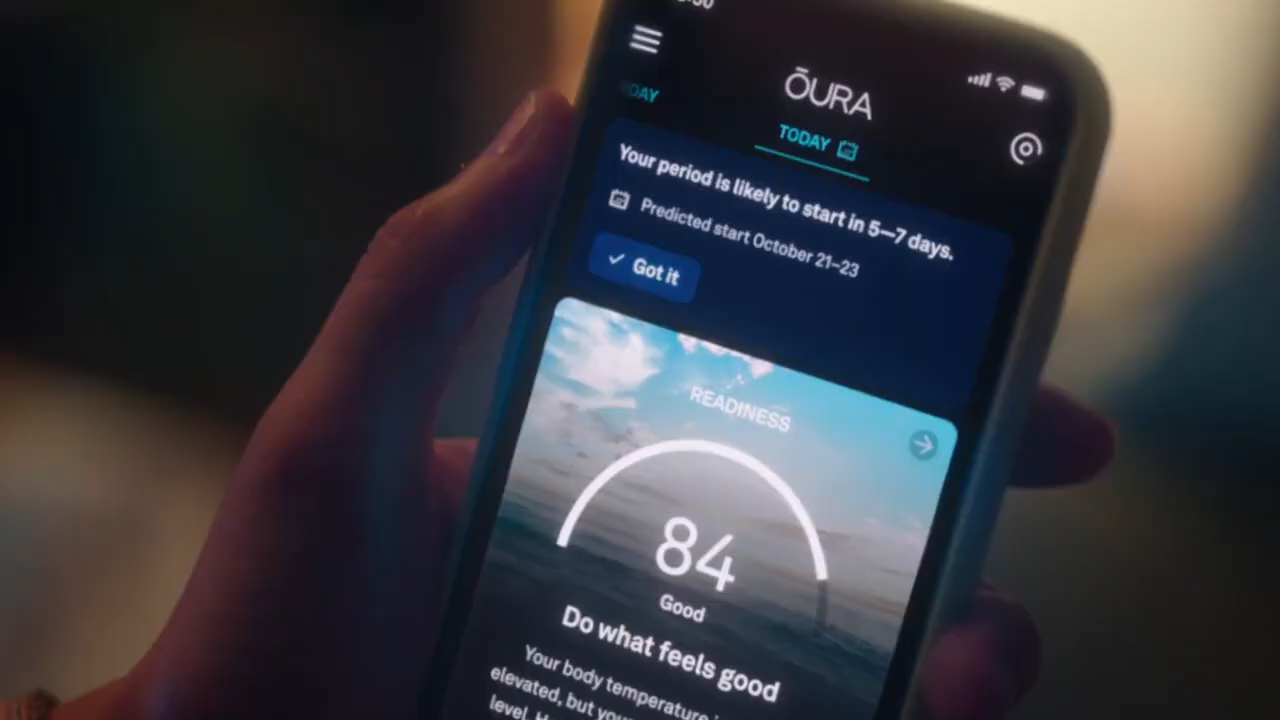 ŌURA
DAY
TODAY
Your period is likely to start in 5–7 days.
Predicted start October 21–23
Got it
READINESS
84
Good
Do what feels good
Your body temperature
elevated, but your
level.